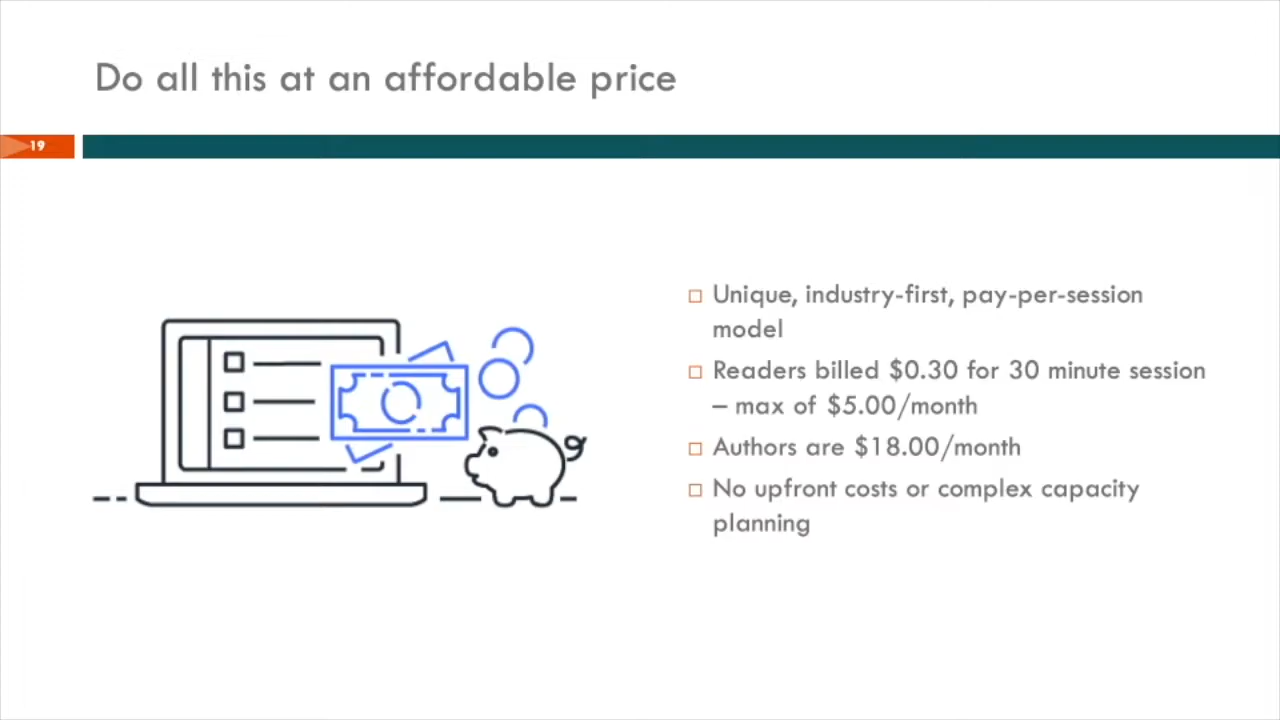 Do all this at an affordable price
19
Unique, industry-first, pay-per-session
model
Readers billed $0.30 for 30 minute session
– max of $5.00/month
Authors are $18.00/month
No upfront costs or complex capacity
planning